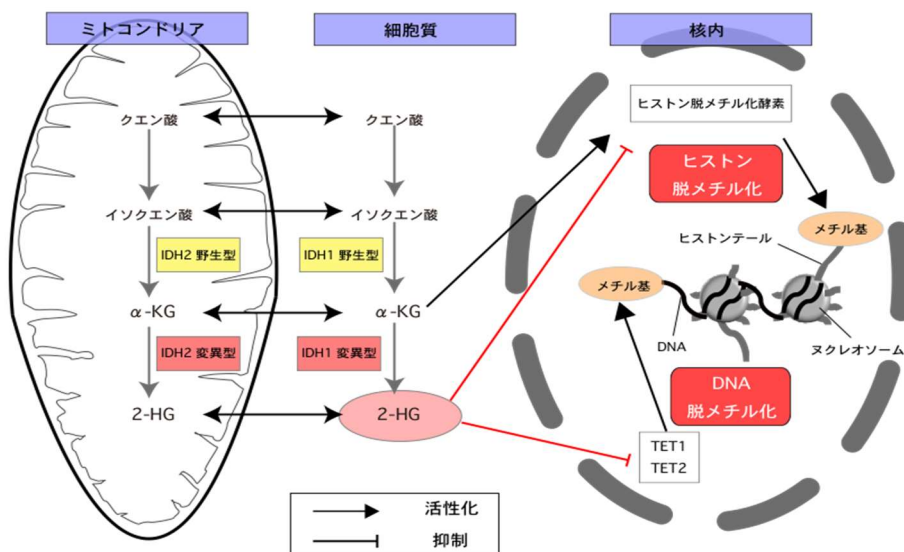 ミトコンドリア
細胞質
核内
クエン酸
クエン酸
ヒストン脱メチル化酵素
ヒストン
脱メチル化
イソクエン酸
イソクエン酸
メチル基
ヒストンテール
IDH2 野生型
IDH1 野生型
メチル基
α-KG
α-KG
DNA
ヌクレオソーム
IDH2 変異型
IDH1 変異型
DNA
脱メチル化
2-HG
2-HG
TET1
TET2
活性化
抑制